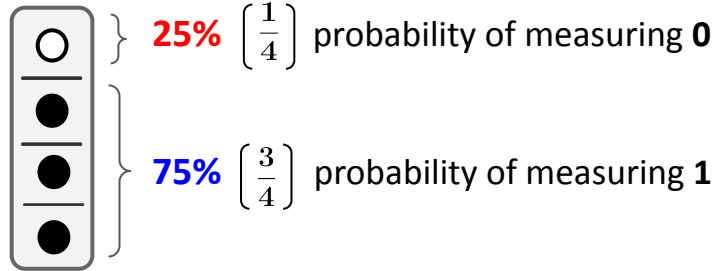 25% (1/4) probability of measuring 0
75% (3/4) probability of measuring 1